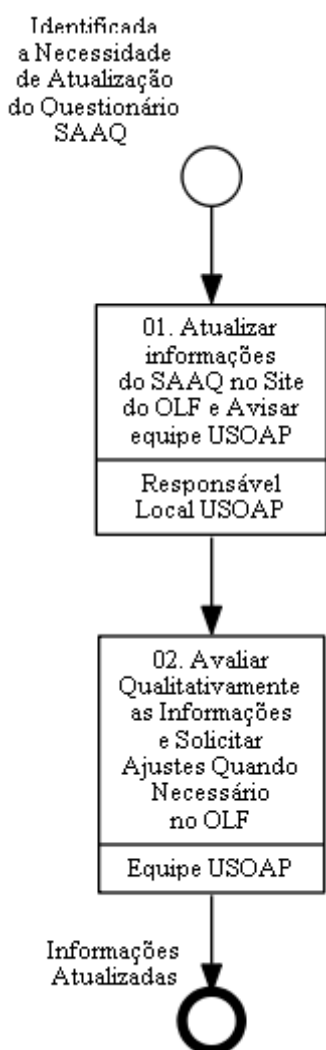 Identificada
a Necessidade
de Atualização
do Questionário
SAAQ
01. Atualizar
informações
do SAAQ no Site
do OLF e Avisar
equipe USOAP
Responsável
Local USOAP
02. Avaliar
Qualitativamente
as Informações
e Solicitar
Ajustes Quando
Necessário
no OLF
Equipe USOAP
Informações
Atualizadas